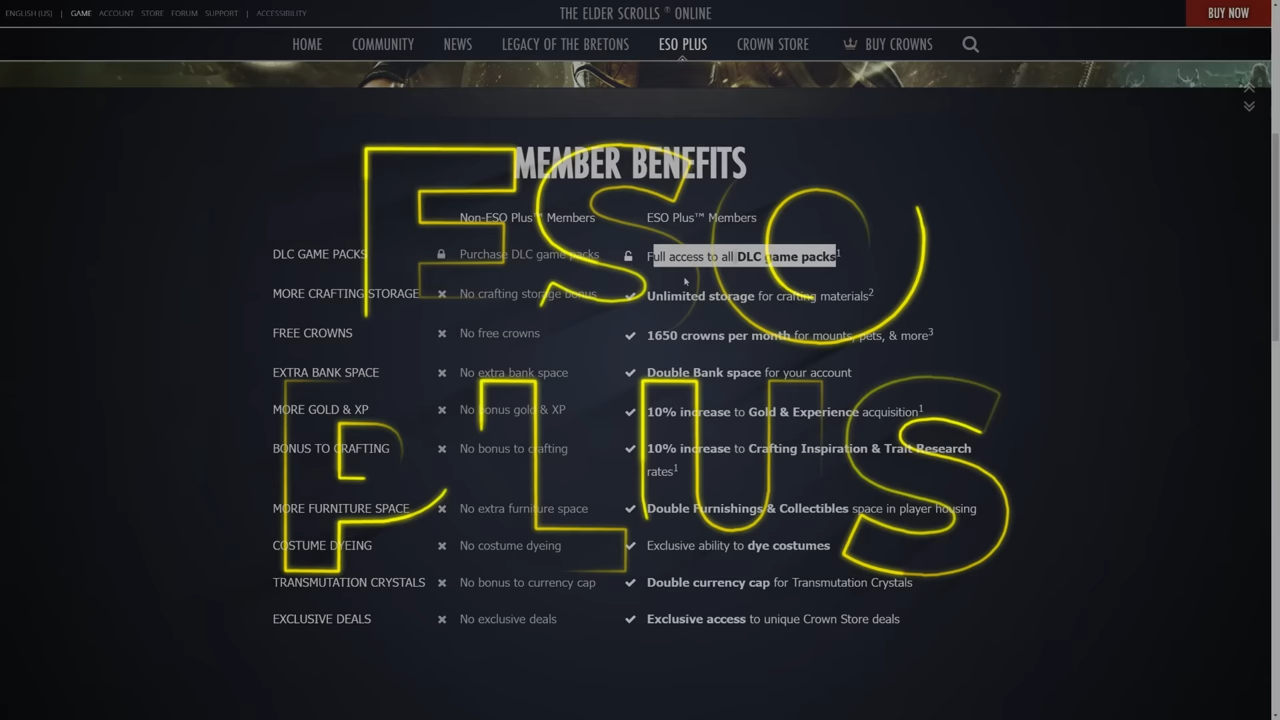 ENGLISH (US) | GAME ACCOUNT STORE FORUM SUPPORT | ACCESSIBILITY
THE ELDER SCROLLS ® ONLINE
BUY NOW
HOME COMMUNITY NEWS LEGACY OF THE BRETONS ESO PLUS CROWN STORE BUY CROWNS
ESO
PLUS
MEMBER BENEFITS
Non-ESO Plus™ Members ESO Plus™ Members
DLC GAME PACKS Purchase DLC game packs Full access to all DLC game packs1
MORE CRAFTING STORAGE No crafting storage bonus Unlimited storage for crafting materials2
FREE CROWNS No free crowns 1650 crowns per month for mounts, pets, & more3
EXTRA BANK SPACE No extra bank space Double Bank space for your account
MORE GOLD & XP No bonus gold & XP 10% increase to Gold & Experience acquisition1
BONUS TO CRAFTING No bonus to crafting 10% increase to Crafting Inspiration & Trait Research
rates1
MORE FURNITURE SPACE No extra furniture space Double Furnishings & Collectibles space in player housing
COSTUME DYEING No costume dyeing Exclusive ability to dye costumes
TRANSMUTATION CRYSTALS No bonus to currency cap Double currency cap for Transmutation Crystals
EXCLUSIVE DEALS No exclusive deals Exclusive access to unique Crown Store deals